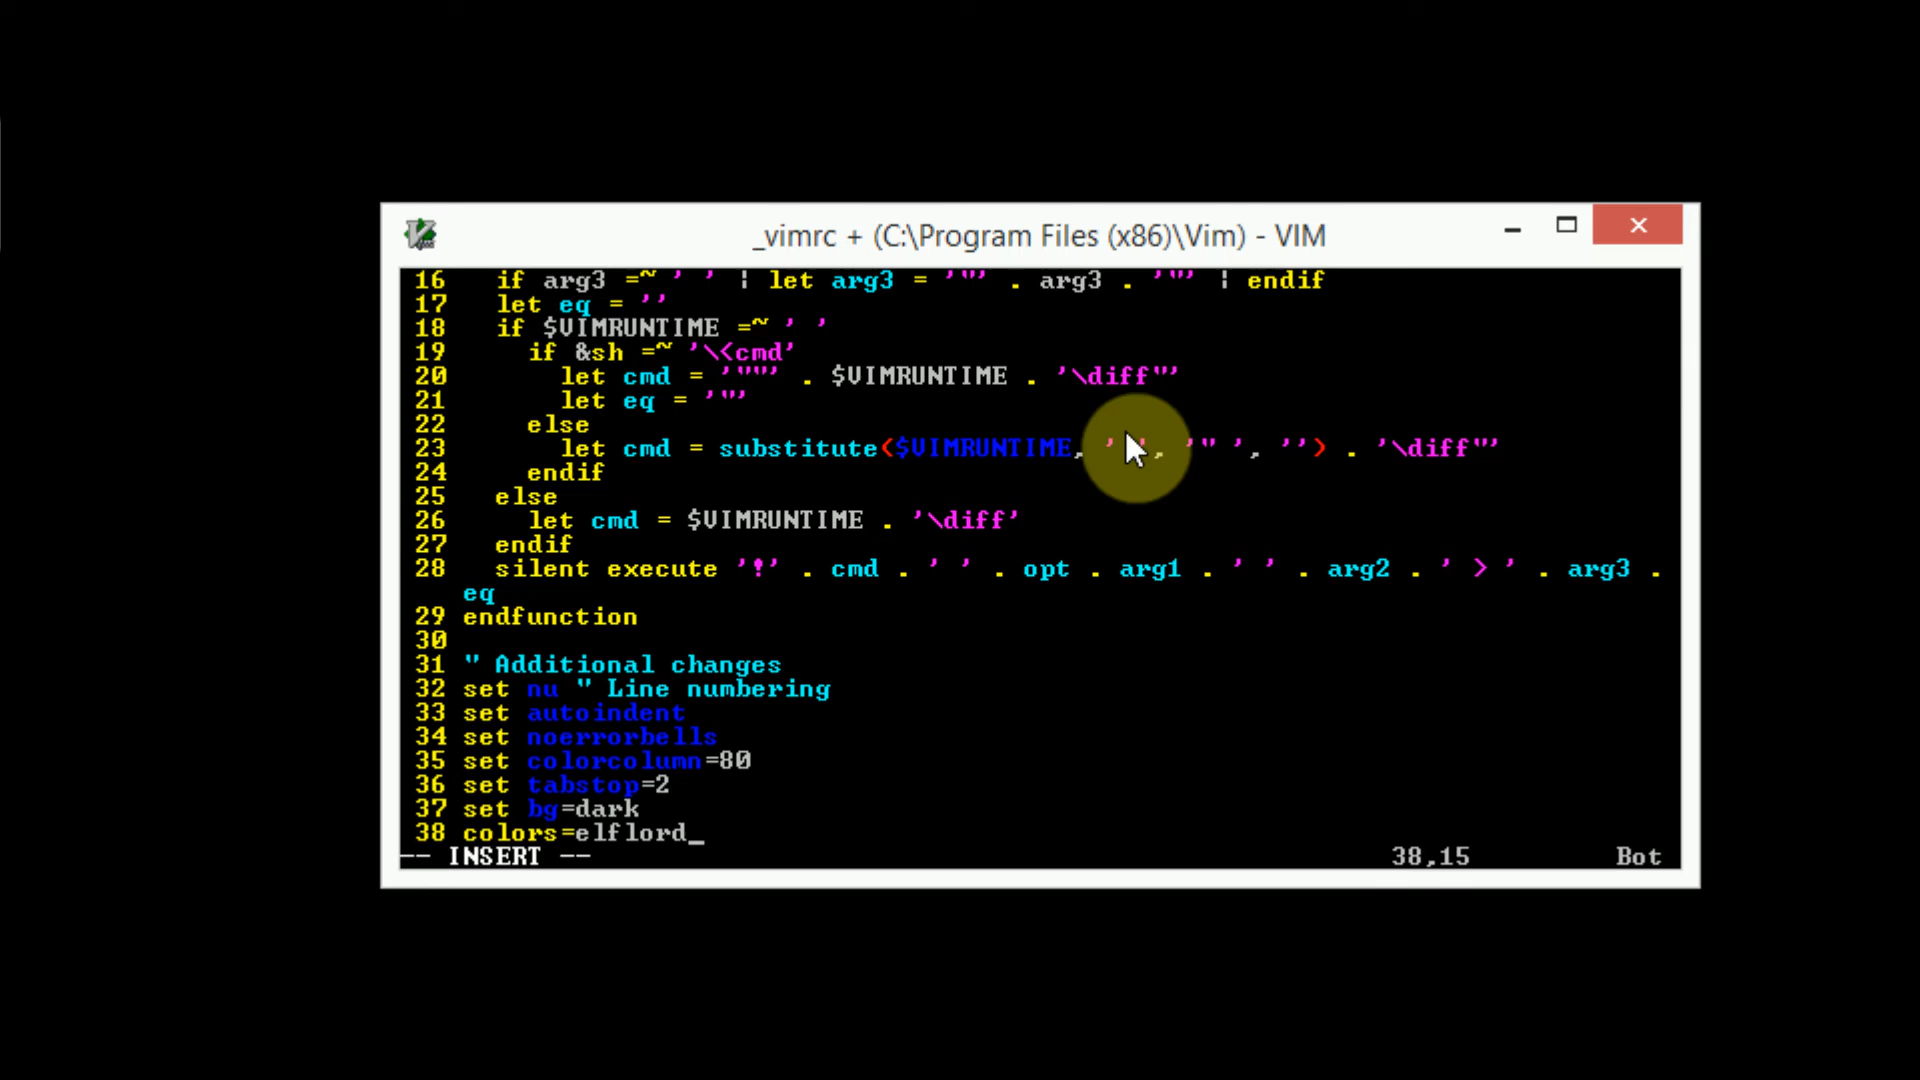 _vimrc + (C:\Program Files (x86)\Vim) - VIM
16   if arg3 =~ ' ' | let arg3 = '"' . arg3 . '"' | endif
17   let eq = ''
18   if $VIMRUNTIME =~ ' '
19     if &sh =~ '\<cmd'
20       let cmd = '""' . $VIMRUNTIME . '\diff"'
21       let eq = '"'
22     else
23       let cmd = substitute($VIMRUNTIME, ' ', '" ', '') . '\diff"'
24     endif
25   else
26     let cmd = $VIMRUNTIME . '\diff'
27   endif
28   silent execute '!' . cmd . ' ' . opt . arg1 . ' ' . arg2 . ' > ' . arg3 .
eq
29 endfunction
30
31 " Additional changes
32 set nu " Line numbering
33 set autoindent
34 set noerrorbells
35 set colorcolumn=80
36 set tabstop=2
37 set bg=dark
38 colors=elflord_
-- INSERT -- 38,15 Bot